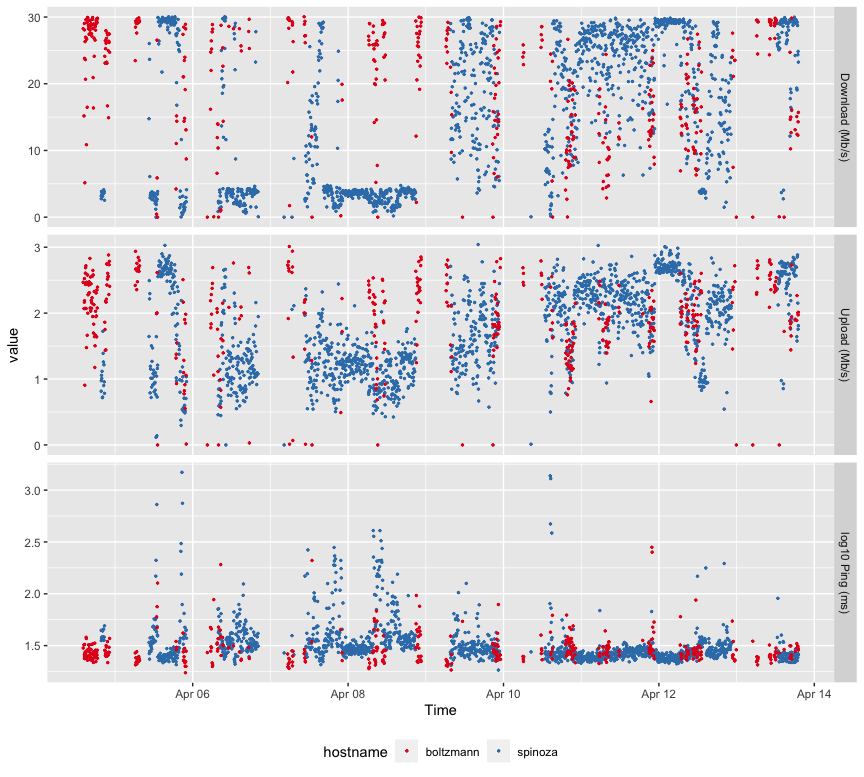 30
20
10
0
Download (Mb/s)
3
2
1
0
Upload (Mb/s)
3.0
2.5
2.0
1.5
log10 Ping (ms)
value
Apr 06
Apr 08
Apr 10
Apr 12
Apr 14
Time
hostname boltzmann spinoza